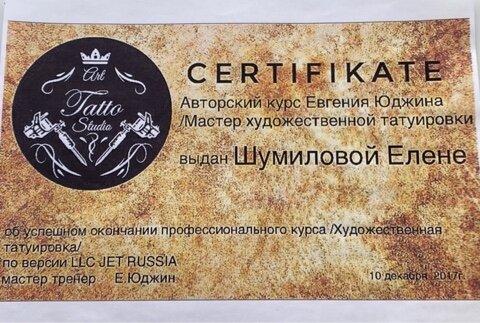 Art
Tatto
Studio
CERTIFIKATE
Авторский курс Евгения Юджина
/Мастер художественной татуировки
выдан Шумиловой Елене
об успешном окончании профессионального курса /Художественная
татуировка/
по версии LLC JET RUSSIA
мастер тренер Е.Юджин
10 декабря 2017г.